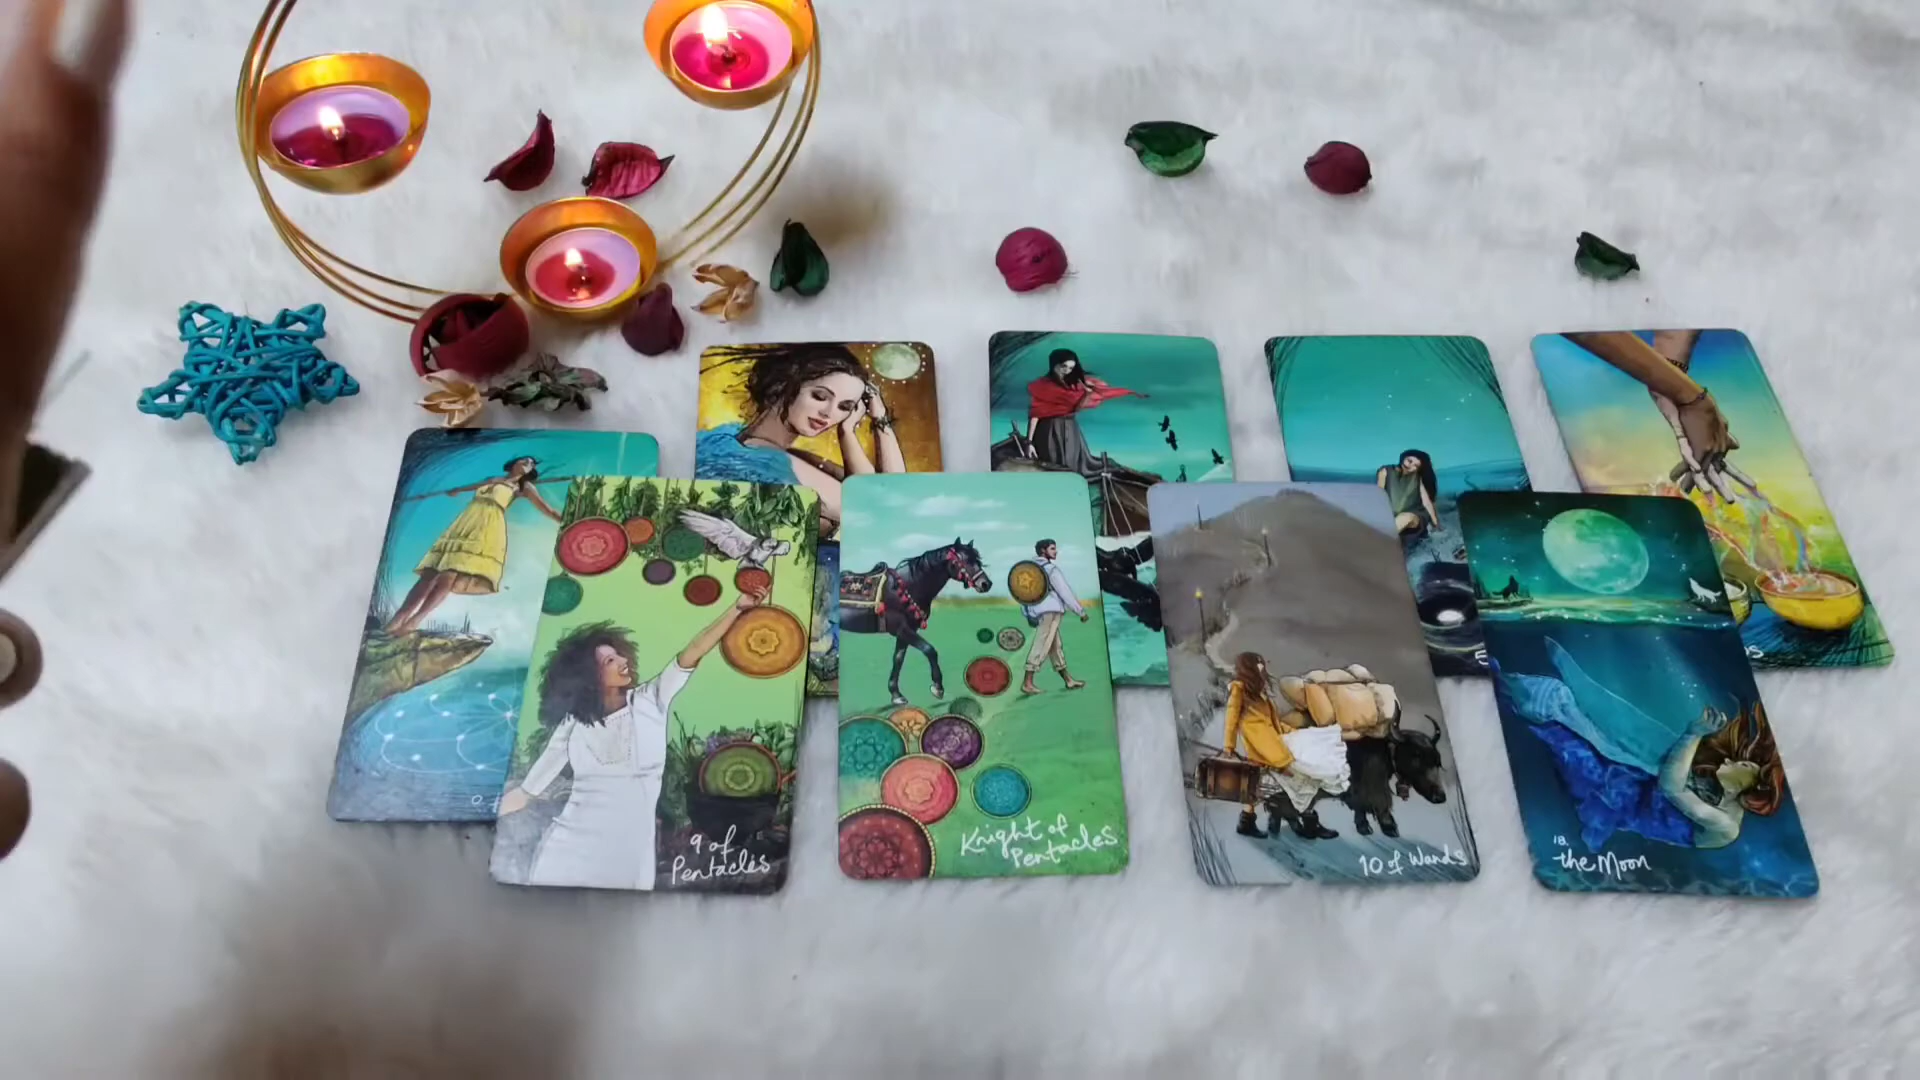 9 of
Pentacles
Knight of
Pentacles
10 of Wands
18.
the Moon